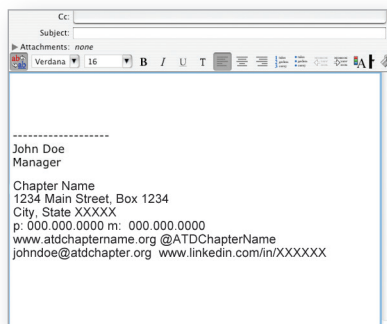 Cc:
Subject:
Attachments: none
Verdana 16 B I U T
-------------------
John Doe
Manager
Chapter Name
1234 Main Street, Box 1234
City, State XXXXX
p: 000.000.0000 m: 000.000.0000
www.atdchaptername.org @ATDChapterName
johndoe@atdchapter.org www.linkedin.com/in/XXXXXX